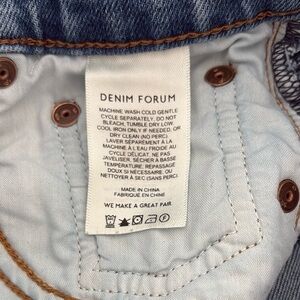 DENIM FORUM
MACHINE WASH COLD GENTLE
CYCLE SEPARATELY. DO NOT
BLEACH, TUMBLE DRY LOW.
COOL IRON ONLY IF NEEDED, OR
DRY CLEAN (NO PERC).
LAVER SÉPARÉMENT À LA
MACHINE À L'EAU FROIDE AU
CYCLE DÉLICAT. NE PAS
JAVELISER, SÉCHER À BASSE
TEMPÉRATURE. REPASSAGE
DOUX SI NÉCESSAIRE, OU
NETTOYER À SEC (SANS PERC)
MADE IN CHINA
FABRIQUÉ EN CHINE
WE MAKE A GREAT PAIR